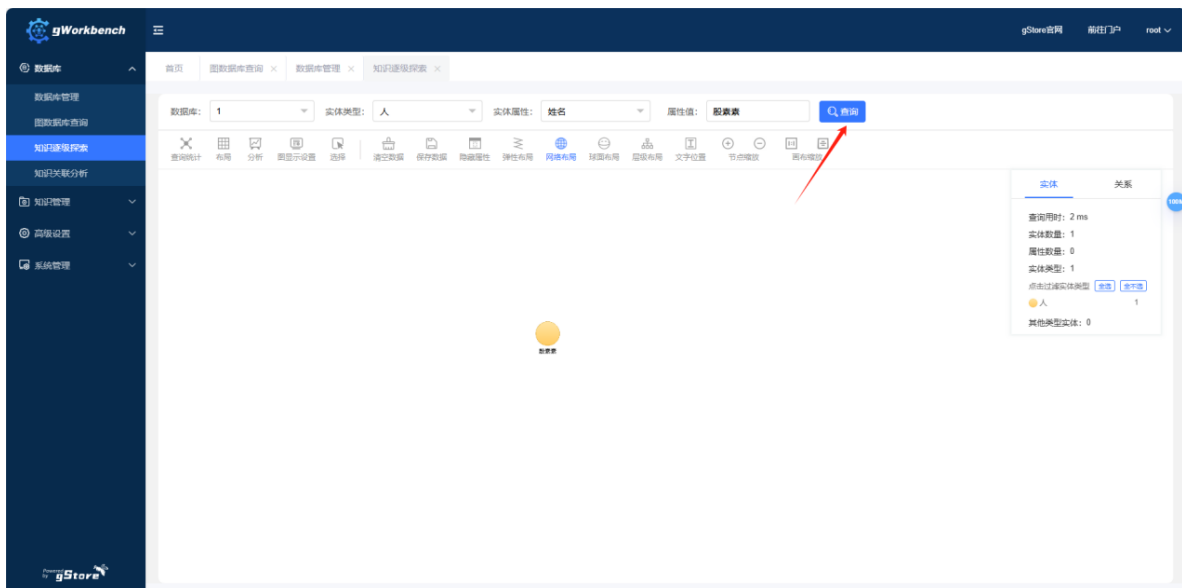 gWorkbench
gStore官网 前往门户 root
数据库
首页 图数据库查询 × 数据库管理 × 知识逐级探索 ×
数据库管理
图数据库查询
知识逐级探索
知识关联分析
知识管理
高级设置
系统管理
数据库: 1 实体类型: 人 实体属性: 姓名 属性值: 殷素素 查询
查询统计 布局 分析 图显示设置 选择 清空数据 保存数据 隐藏属性 弹性布局 网络布局 球面布局 层级布局 文字位置 节点缩放 画布缩放
实体 关系
100%
查询用时: 2 ms
实体数量: 1
属性数量: 0
实体类型: 1
点击过滤实体类型 全选 全不选
人 1
其他类型实体: 0
殷素素
Powered by gStore